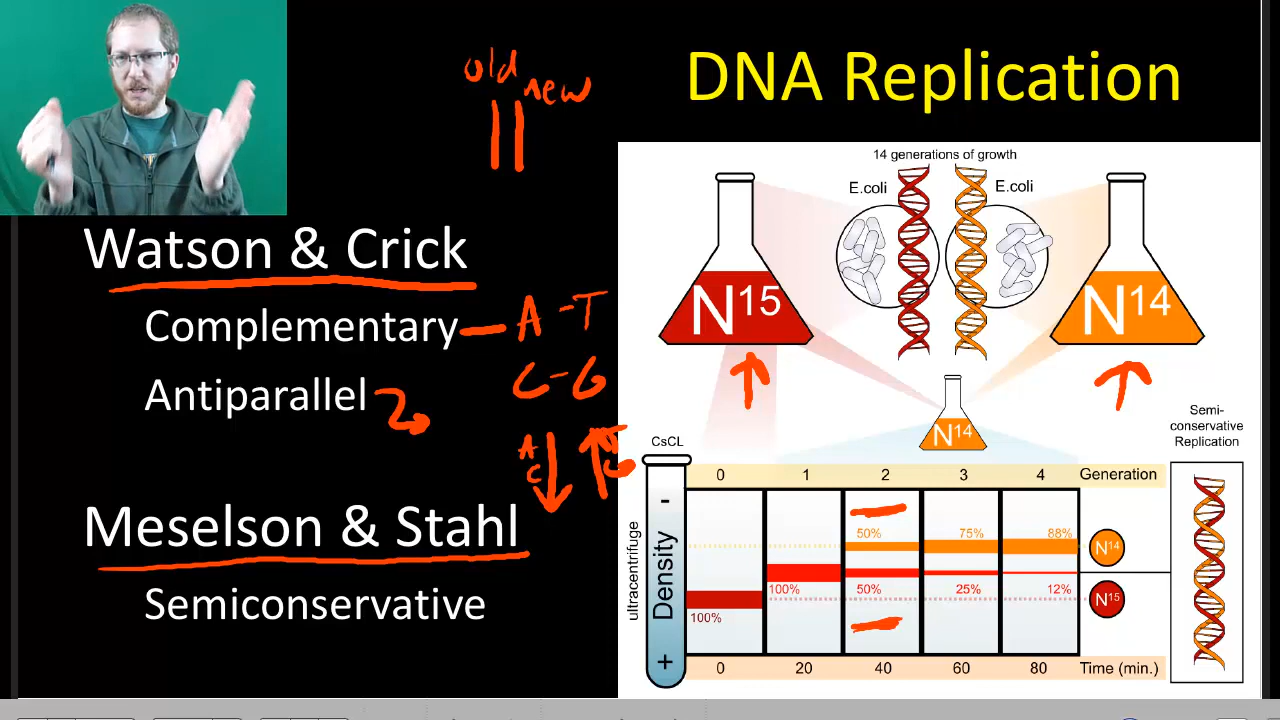 old
new
DNA Replication
Watson & Crick
Complementary
A - T
C - G
Antiparallel
A
C
Meselson & Stahl
Semiconservative
14 generations of growth
E.coli
E.coli
N15
N14
N14
Semi-
conservative
Replication
CsCL
0 1 2 3 4 Generation
ultracentrifuge
-
Density
+
50% 75% 88%
N14
100% 50% 25% 12%
N15
100%
0 20 40 60 80 Time (min.)